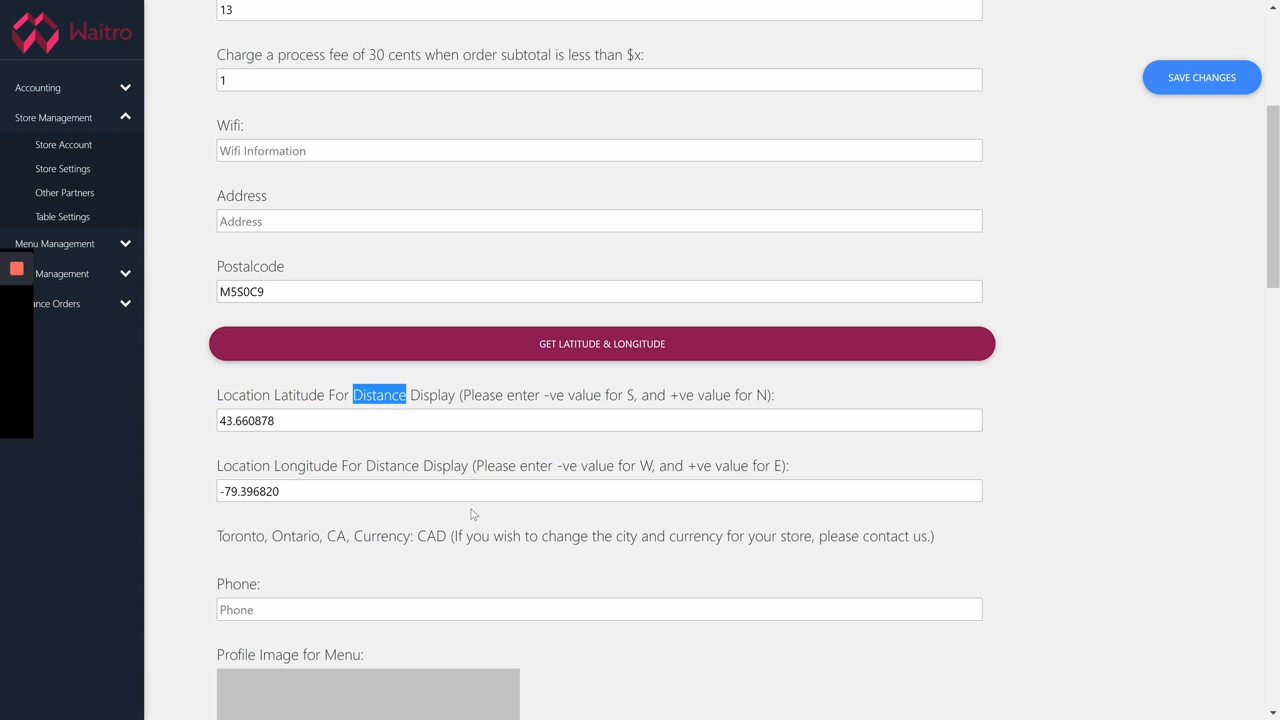 Waitro
Accounting
Store Management
Store Account
Store Settings
Other Partners
Table Settings
Menu Management
Management
ance Orders
13
Charge a process fee of 30 cents when order subtotal is less than $x:
1
SAVE CHANGES
Wifi:
Wifi Information
Address
Address
Postalcode
M5S0C9
GET LATITUDE & LONGITUDE
Location Latitude For Distance Display (Please enter -ve value for S, and +ve value for N):
43.660878
Location Longitude For Distance Display (Please enter -ve value for W, and +ve value for E):
-79.396820
Toronto, Ontario, CA, Currency: CAD (If you wish to change the city and currency for your store, please contact us.)
Phone:
Phone
Profile Image for Menu: